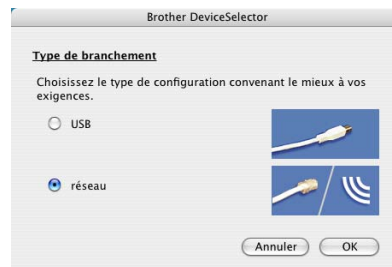 Brother DeviceSelector
Type de branchement
Choisissez le type de configuration convenant le mieux à vos
exigences.
USB
réseau
Annuler
OK